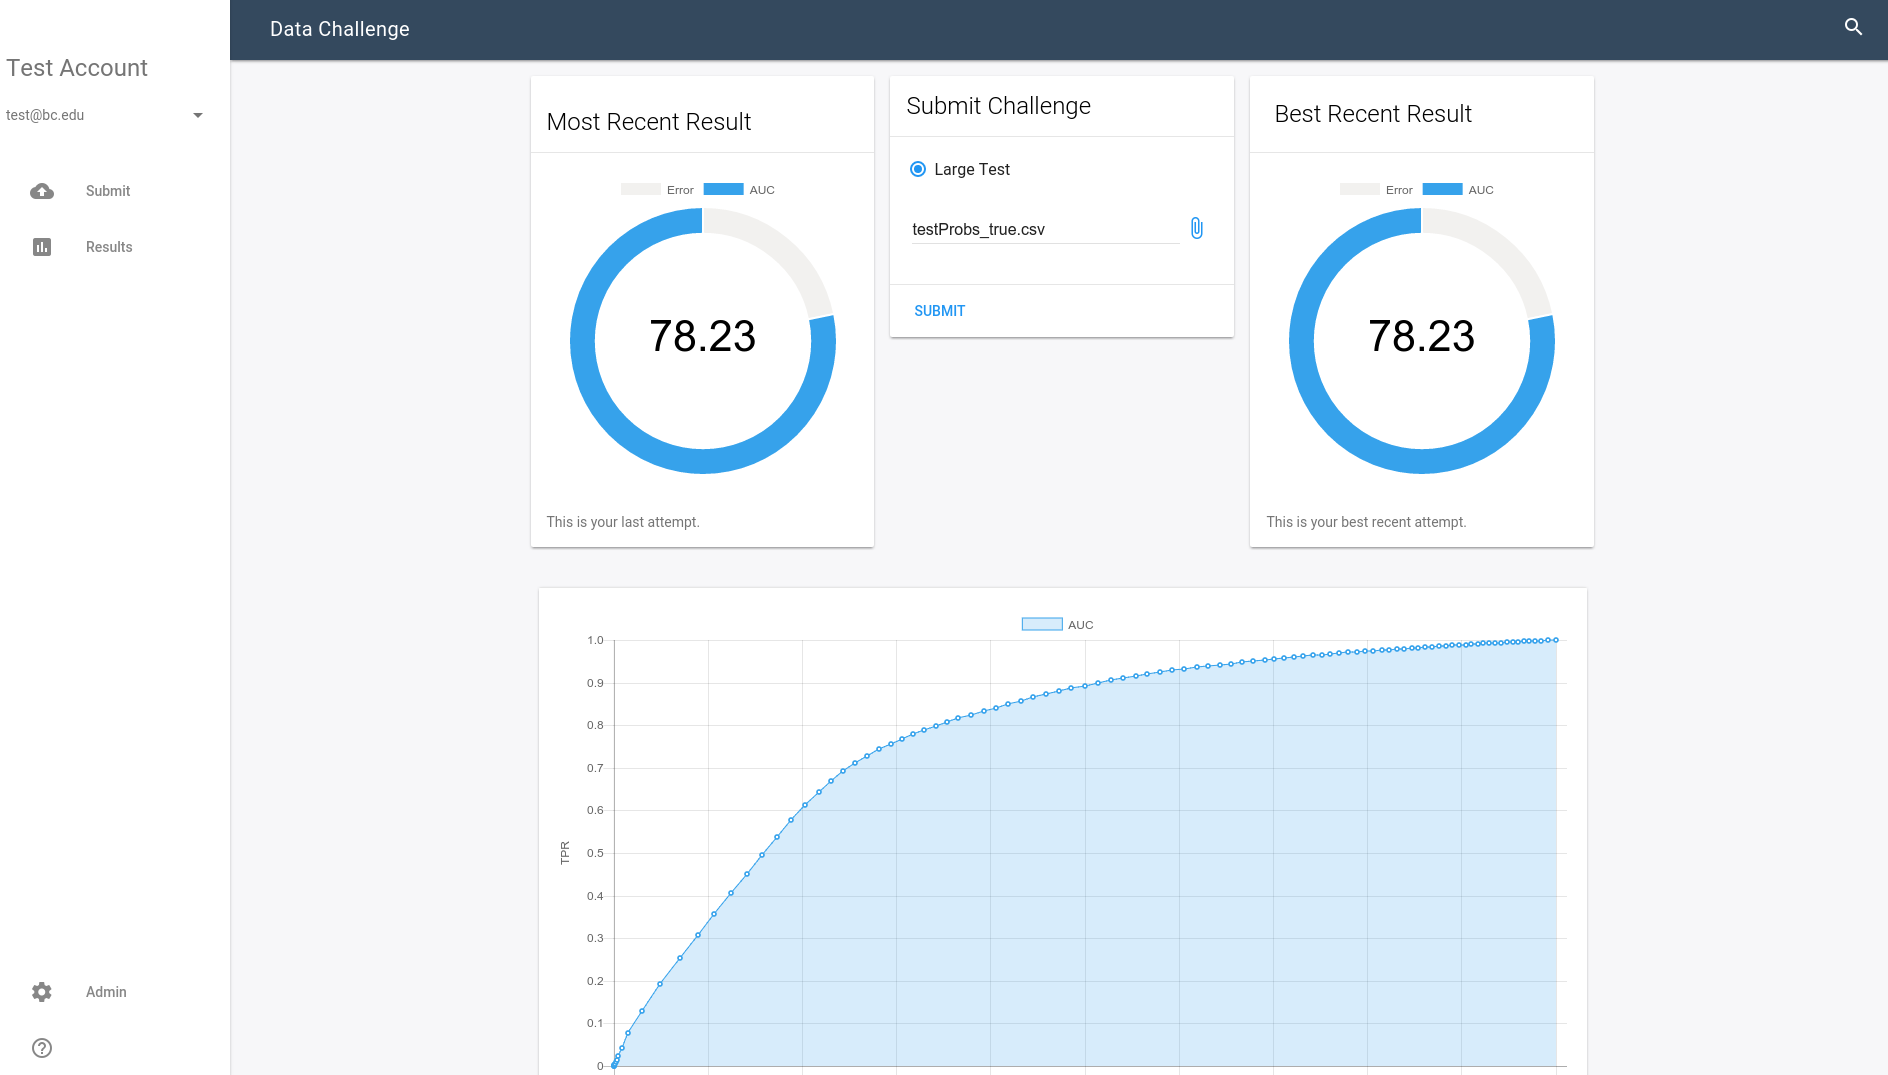 Data Challenge
Test Account
test@bc.edu
Submit
Results
Admin
Most Recent Result
Error
AUC
78.23
This is your last attempt.
Submit Challenge
Large Test
testProbs_true.csv
SUBMIT
Best Recent Result
Error
AUC
78.23
This is your best recent attempt.
AUC
1.0
0.9
0.8
0.7
0.6
0.5
0.4
0.3
0.2
0.1
0
TPR